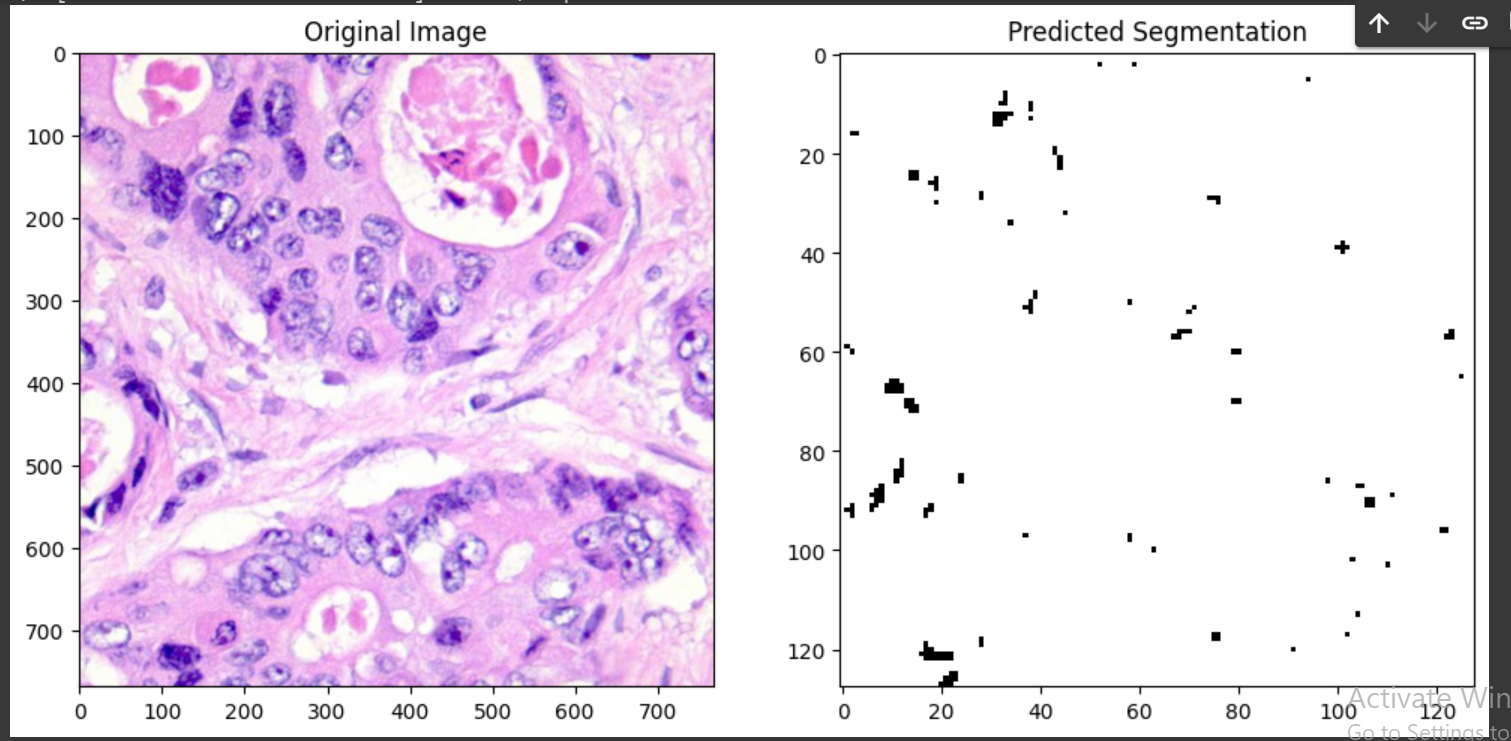 Original Image
Predicted Segmentation
0
100
200
300
400
500
600
700
0 100 200 300 400 500 600 700
0
20
40
60
80
100
120
0 20 40 60 80 100 120
Activate Win
Go to Settings to